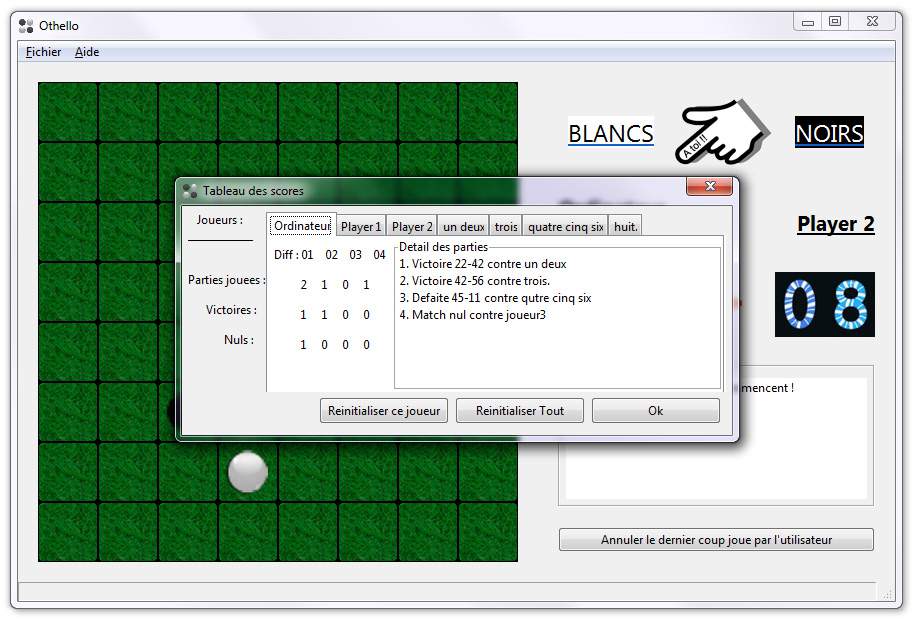 Othello
Fichier Aide
BLANCS
A toi !!
NOIRS
Tableau des scores
Joueurs :
Ordinateur Player 1 Player 2 un deux trois quatre cinq six huit.
Player 2
Diff : 01 02 03 04
Parties jouees : 2 1 0 1
Victoires : 1 1 0 0
Nuls : 1 0 0 0
Detail des parties
1. Victoire 22-42 contre un deux
2. Victoire 42-56 contre trois.
3. Defaite 45-11 contre qutre cinq six
4. Match nul contre joueur3
08
mencent !
Reinitialiser ce joueur Reinitialiser Tout Ok
Annuler le dernier coup joue par l'utilisateur